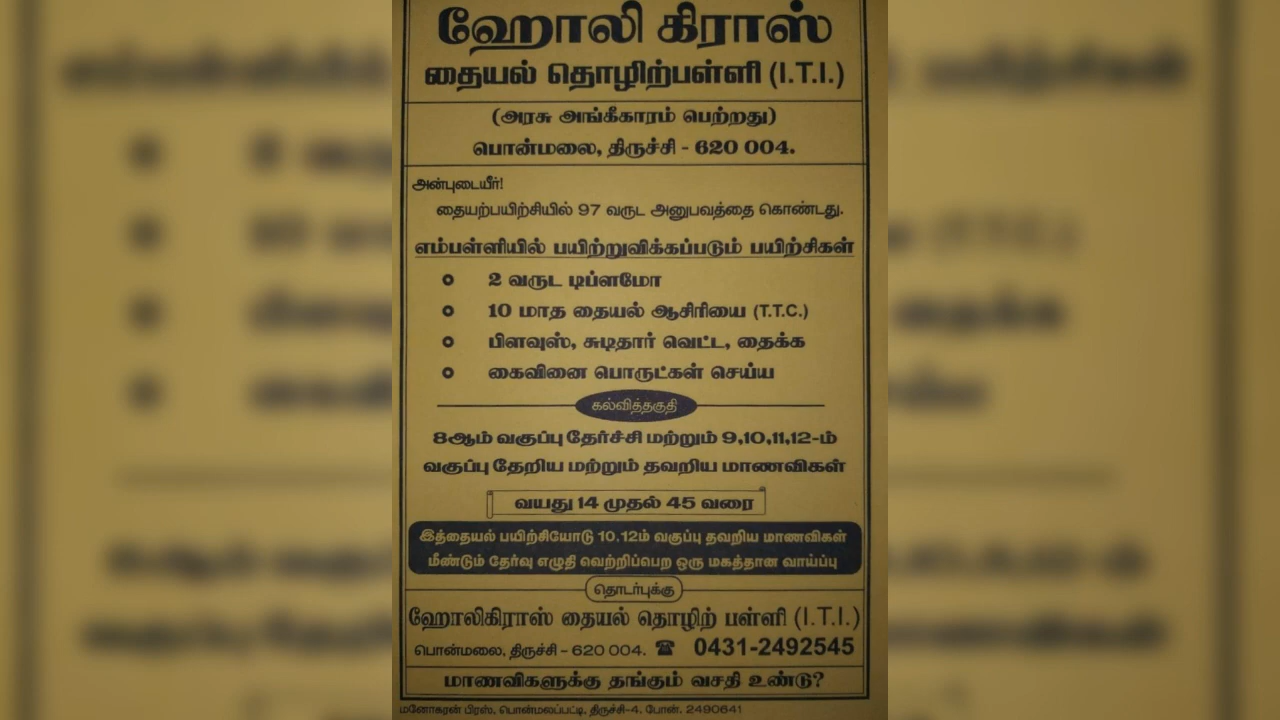 ஹோலி கிராஸ்
தையல் தொழிற்பள்ளி (I.T.I.)
(அரசு அங்கீகாரம் பெற்றது)
பொன்மலை, திருச்சி - 620 004.
அன்புடையீர்!
தையற்பயிற்சியில் 97 வருட அனுபவத்தை கொண்டது.
எம்பள்ளியில் பயிற்றுவிக்கப்படும் பயிற்சிகள்
2 வருட டிப்ளமோ
10 மாத தையல் ஆசிரியை (T.T.C.)
பிளவுஸ், சுடிதார் வெட்ட, தைக்க
கைவினை பொருட்கள் செய்ய
கல்வித்தகுதி
8ஆம் வகுப்பு தேர்ச்சி மற்றும் 9,10,11,12-ம்
வகுப்பு தேறிய மற்றும் தவறிய மாணவிகள்
வயது 14 முதல் 45 வரை
இத்தையல் பயிற்சியோடு 10.12ம் வகுப்பு தவறிய மாணவிகள்
மீண்டும் தேர்வு எழுதி வெற்றிப்பெற ஒரு மகத்தான வாய்ப்பு
தொடர்புக்கு
ஹோலிகிராஸ் தையல் தொழிற் பள்ளி (I.T.I.)
பொன்மலை, திருச்சி - 620 004. ☎ 0431-2492545
மாணவிகளுக்கு தங்கும் வசதி உண்டு?
மனோகரன் பிரஸ், பொன்மலைப்பட்டி, திருச்சி-4, போன். 2490641